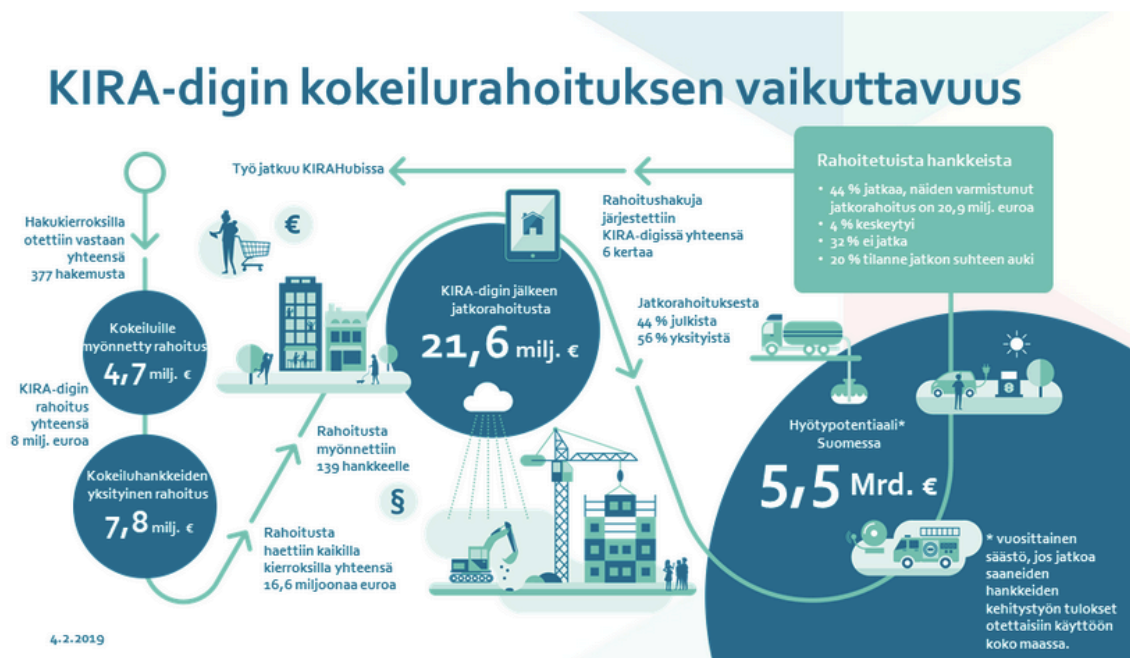 KIRA-digin kokeilurahoituksen vaikuttavuus
Hakukierroksilla
otettiin vastaan
yhteensä
377 hakemusta
Kokeiluille
myönnetty rahoitus
4,7 milj. €
KIRA-digin
rahoitus
yhteensä
8 milj. euroa
Kokeiluhankkeiden
yksityinen rahoitus
7,8 milj. €
Rahoitusta
haettiin kaikilla
kierroksilla yhteensä
16,6 miljoonaa euroa
Rahoitusta
myönnettiin
139 hankkeelle
€
§
KIRA-digin jälkeen
jatkorahoitusta
21,6 milj. €
Työ jatkuu KIRAHubissa
Rahoitushakuja
järjestettiin
KIRA-digissä yhteensä
6 kertaa
Jatkorahoituksesta
44 % julkista
56 % yksityistä
Rahoitetuista hankkeista
• 44 % jatkaa, näiden varmistunut
jatkorahoitus on 20,9 milj. euroa
• 4 % keskeytyi
• 32 % ei jatka
• 20 % tilanne jatkon suhteen auki
Hyötypotentiaali*
Suomessa
5,5 Mrd. €
* vuosittainen
säästö, jos jatkoa
saaneiden
hankkeiden
kehitystyön tulokset
otettaisiin käyttöön
koko maassa.
4.2.2019